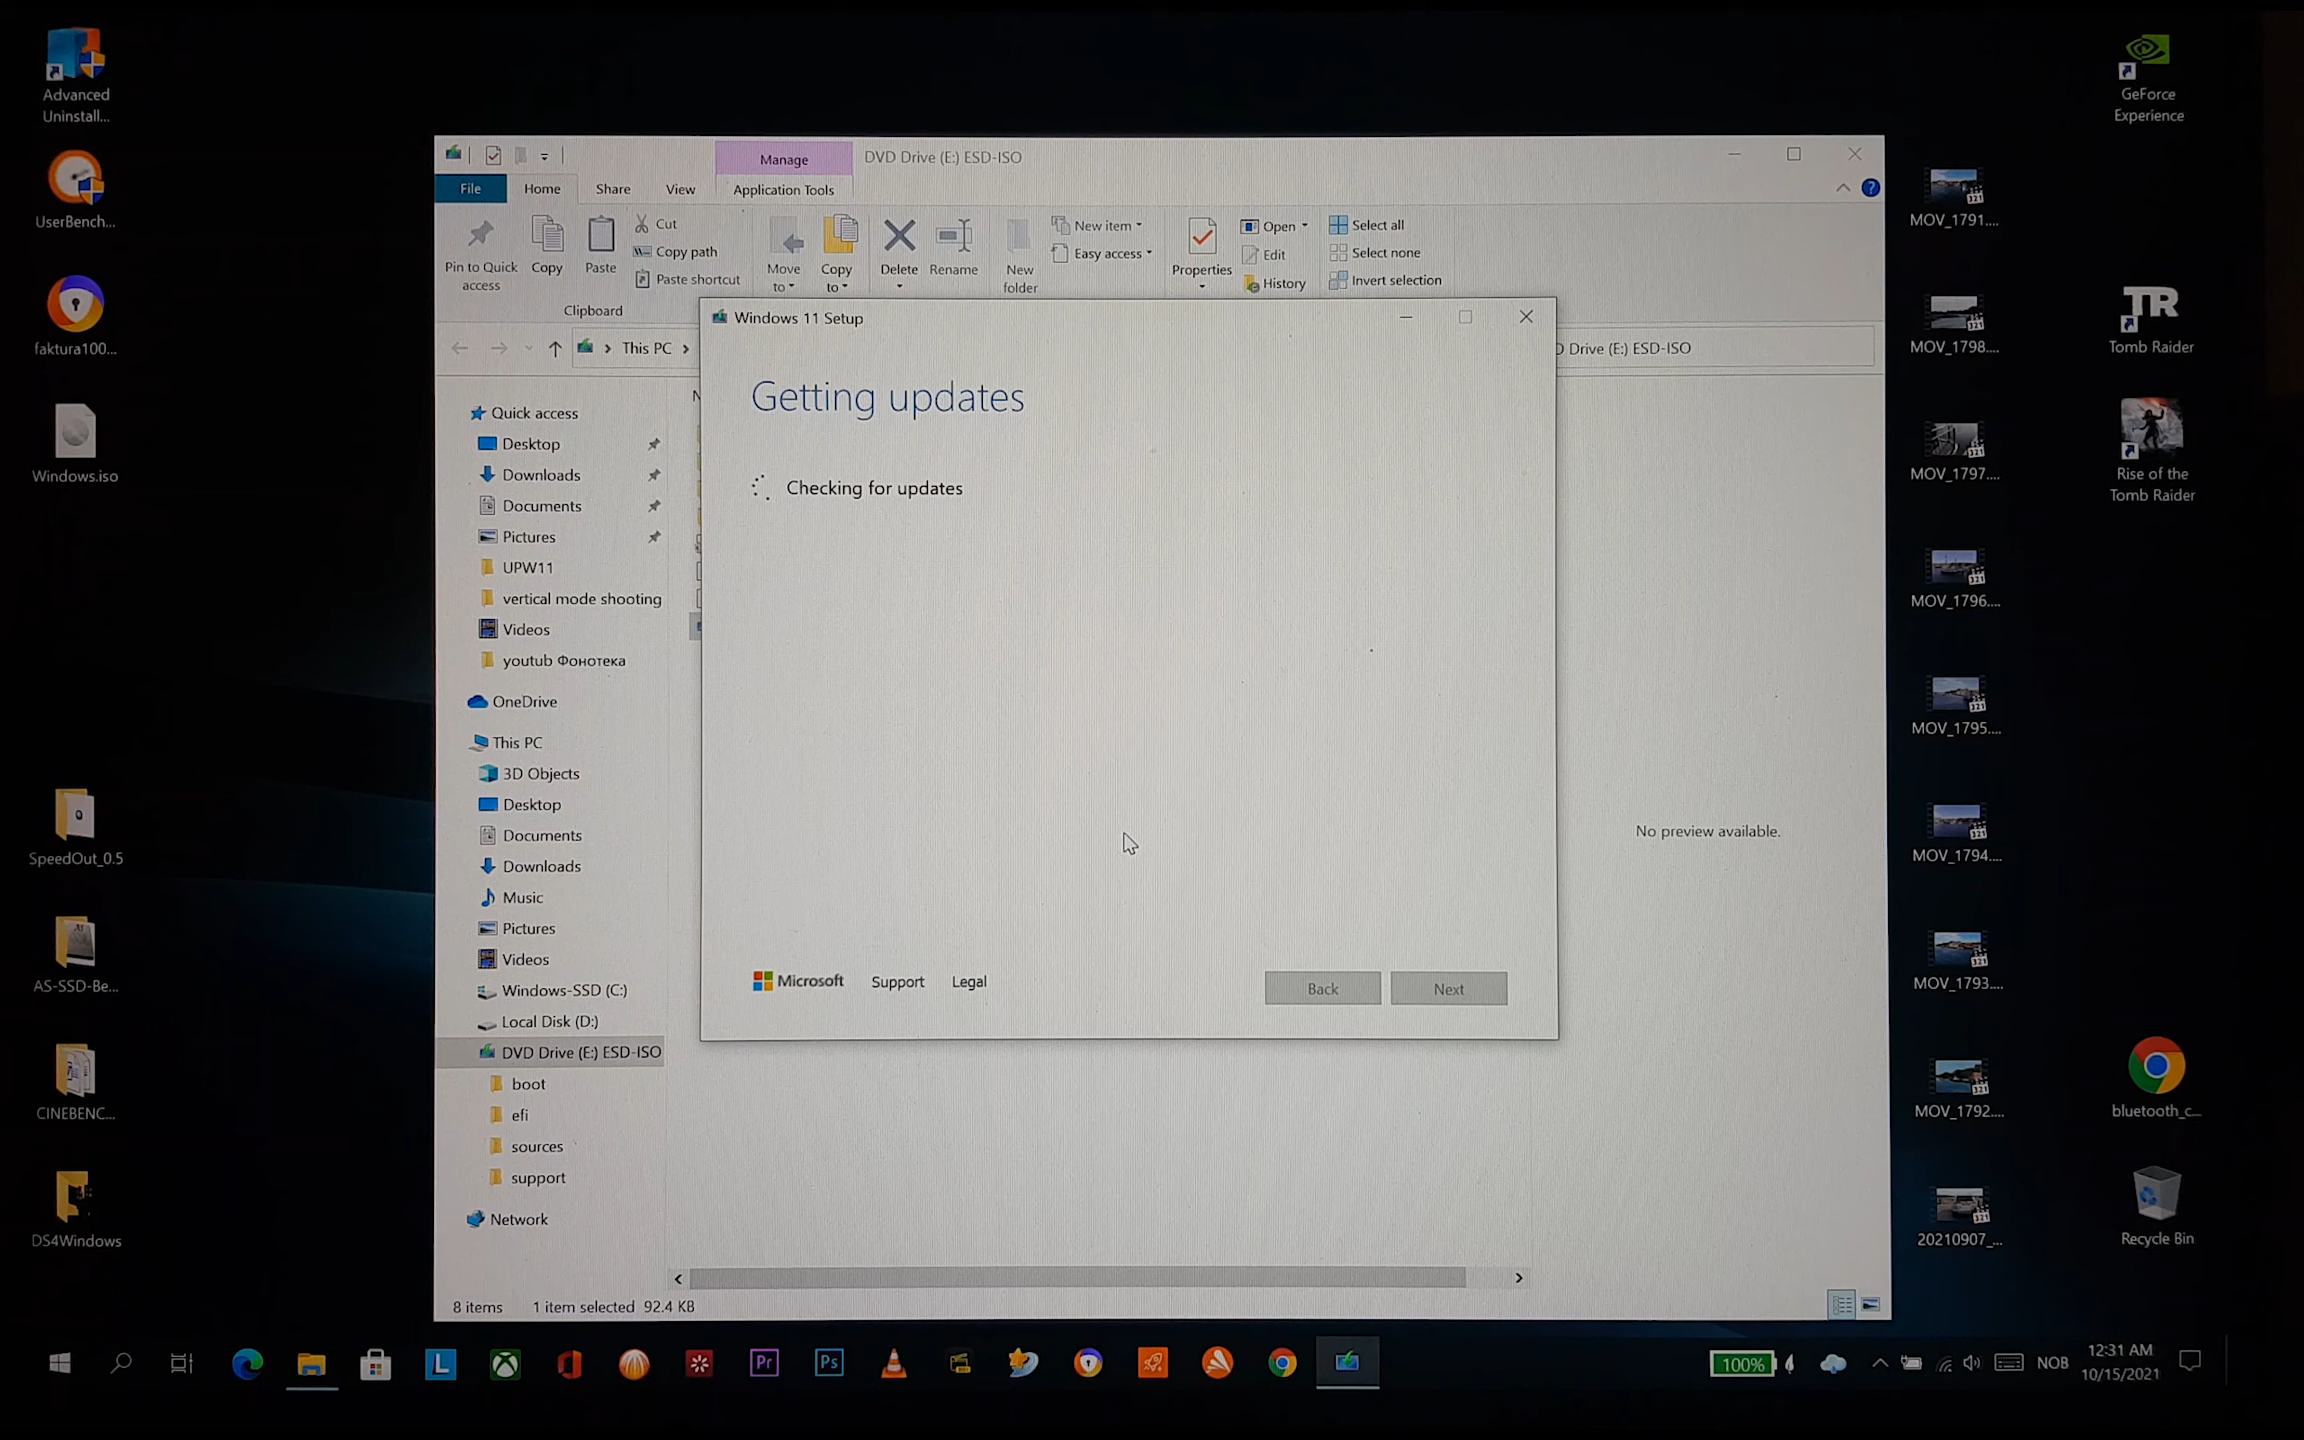 Advanced
Uninstall...
UserBench...
faktura100...
Windows.iso
SpeedOut_0.5
AS-SSD-Be...
CINEBENC...
DS4Windows
Manage
DVD Drive (E:) ESD-ISO
File
Home
Share
View
Application Tools
Pin to Quick
access
Copy
Paste
Cut
Copy path
Paste shortcut
Clipboard
Move
to
Copy
to
Delete
Rename
New
folder
New item
Easy access
Properties
Open
Edit
History
Select all
Select none
Invert selection
This PC
Drive (E:) ESD-ISO
Quick access
Desktop
Downloads
Documents
Pictures
UPW11
vertical mode shooting
Videos
youtub Фонотека
OneDrive
This PC
3D Objects
Desktop
Documents
Downloads
Music
Pictures
Videos
Windows-SSD (C:)
Local Disk (D:)
DVD Drive (E:) ESD-ISO
boot
efi
sources
support
Network
Windows 11 Setup
Getting updates
Checking for updates
Microsoft
Support
Legal
Back
Next
No preview available.
8 items
1 item selected 92.4 KB
MOV_1791....
MOV_1798....
MOV_1797....
MOV_1796....
MOV_1795....
MOV_1794....
MOV_1793....
MOV_1792....
20210907_...
GeForce
Experience
TR
Tomb Raider
Rise of the
Tomb Raider
bluetooth_c...
Recycle Bin
L
Pr
Ps
100%
NOB
12:31 AM
10/15/2021